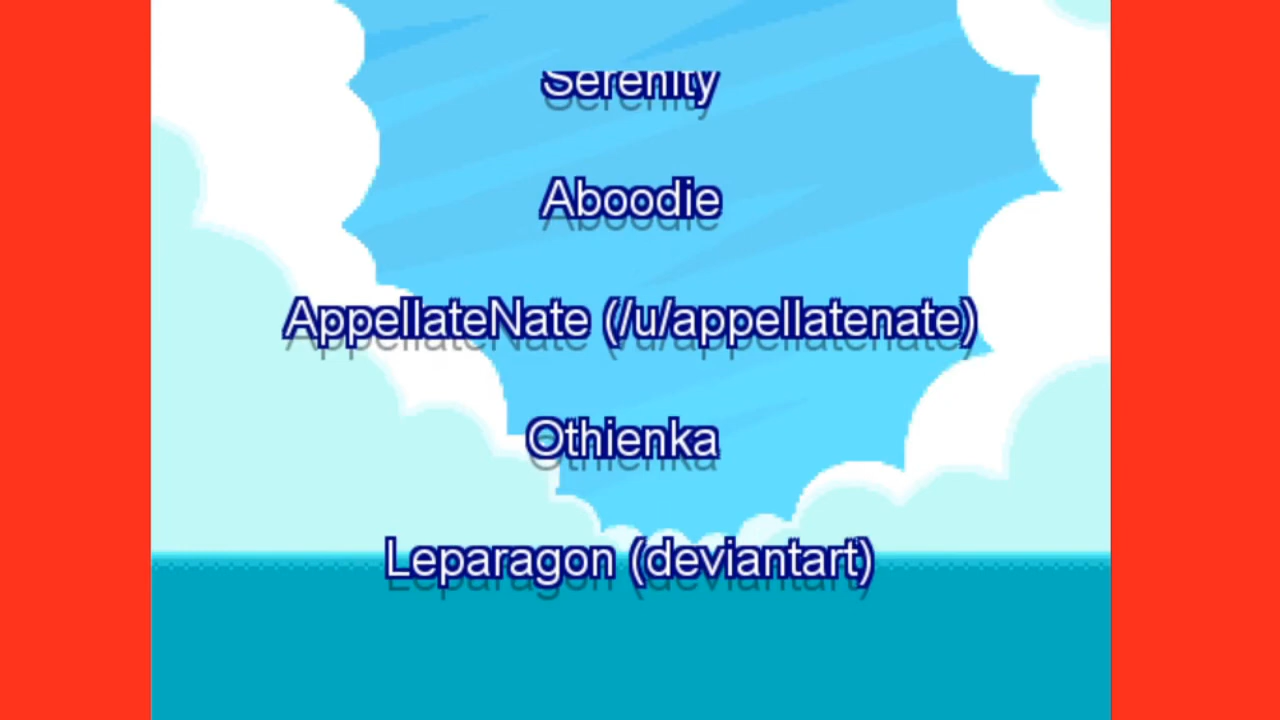 Serenity
Aboodie
AppellateNate (/u/appellatenate)
Othienka
Leparagon (deviantart)